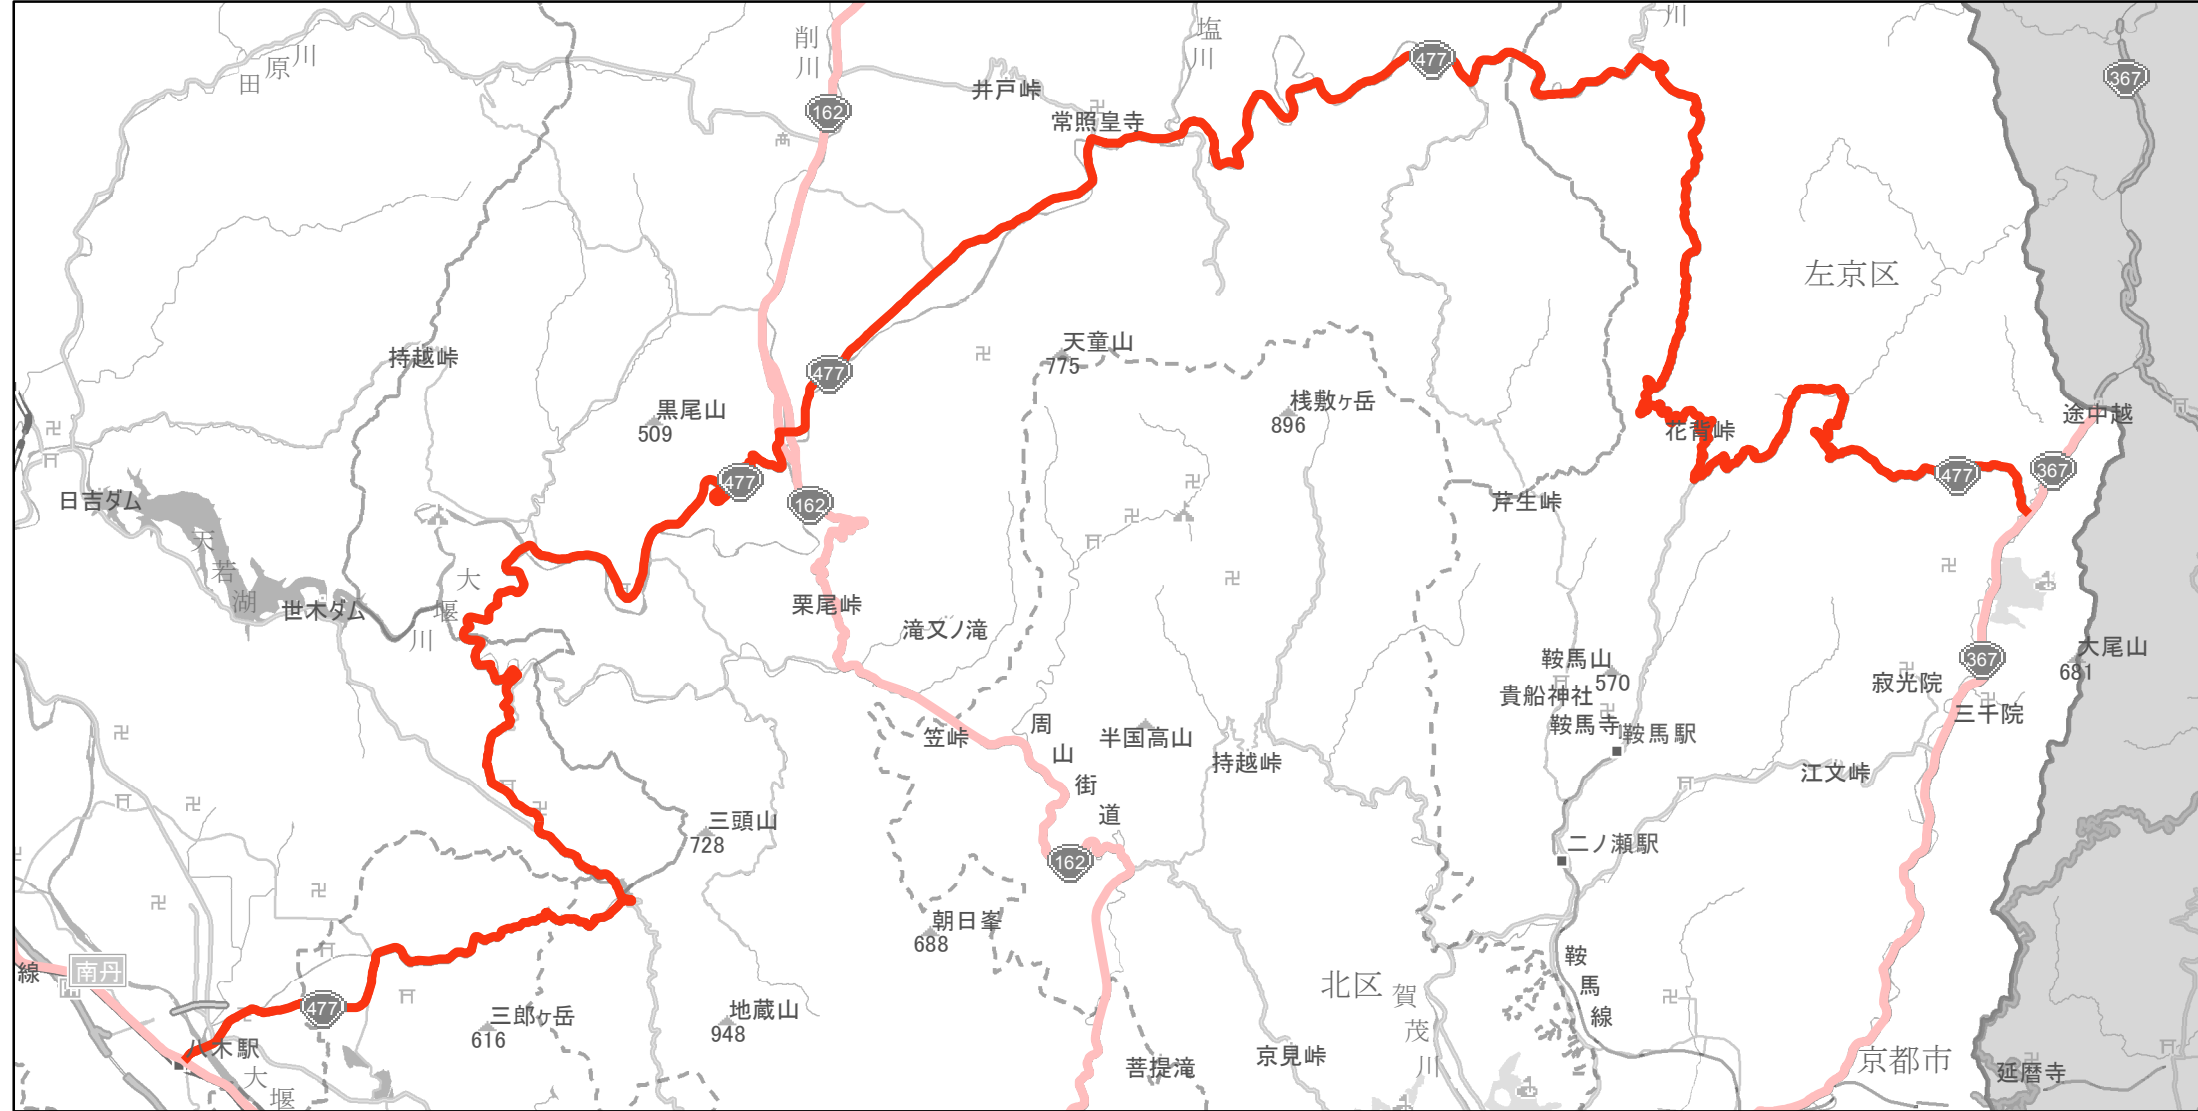 田原川
削川
塩川
川
367
477
162
井戸峠
常照皇寺
左京区
持越峠
天童山
775
477
黒尾山
509
桟敷ヶ岳
896
途中越
花背峠
367
477
477
162
芹生峠
日吉ダム
天若湖
世木ダム
大堰川
栗尾峠
滝又ノ滝
鞍馬山
570
367
大尾山
681
寂光院
貴船神社
三千院
鞍馬寺
鞍馬駅
周山街道
笠峠
半国高山
持越峠
江文峠
三頭山
728
二ノ瀬駅
162
朝日峯
688
線
南丹
北区
賀茂川
鞍馬線
477
三郎ヶ岳
616
地蔵山
948
八木駅
大堰
菩提滝
京見峠
京都市
延暦寺